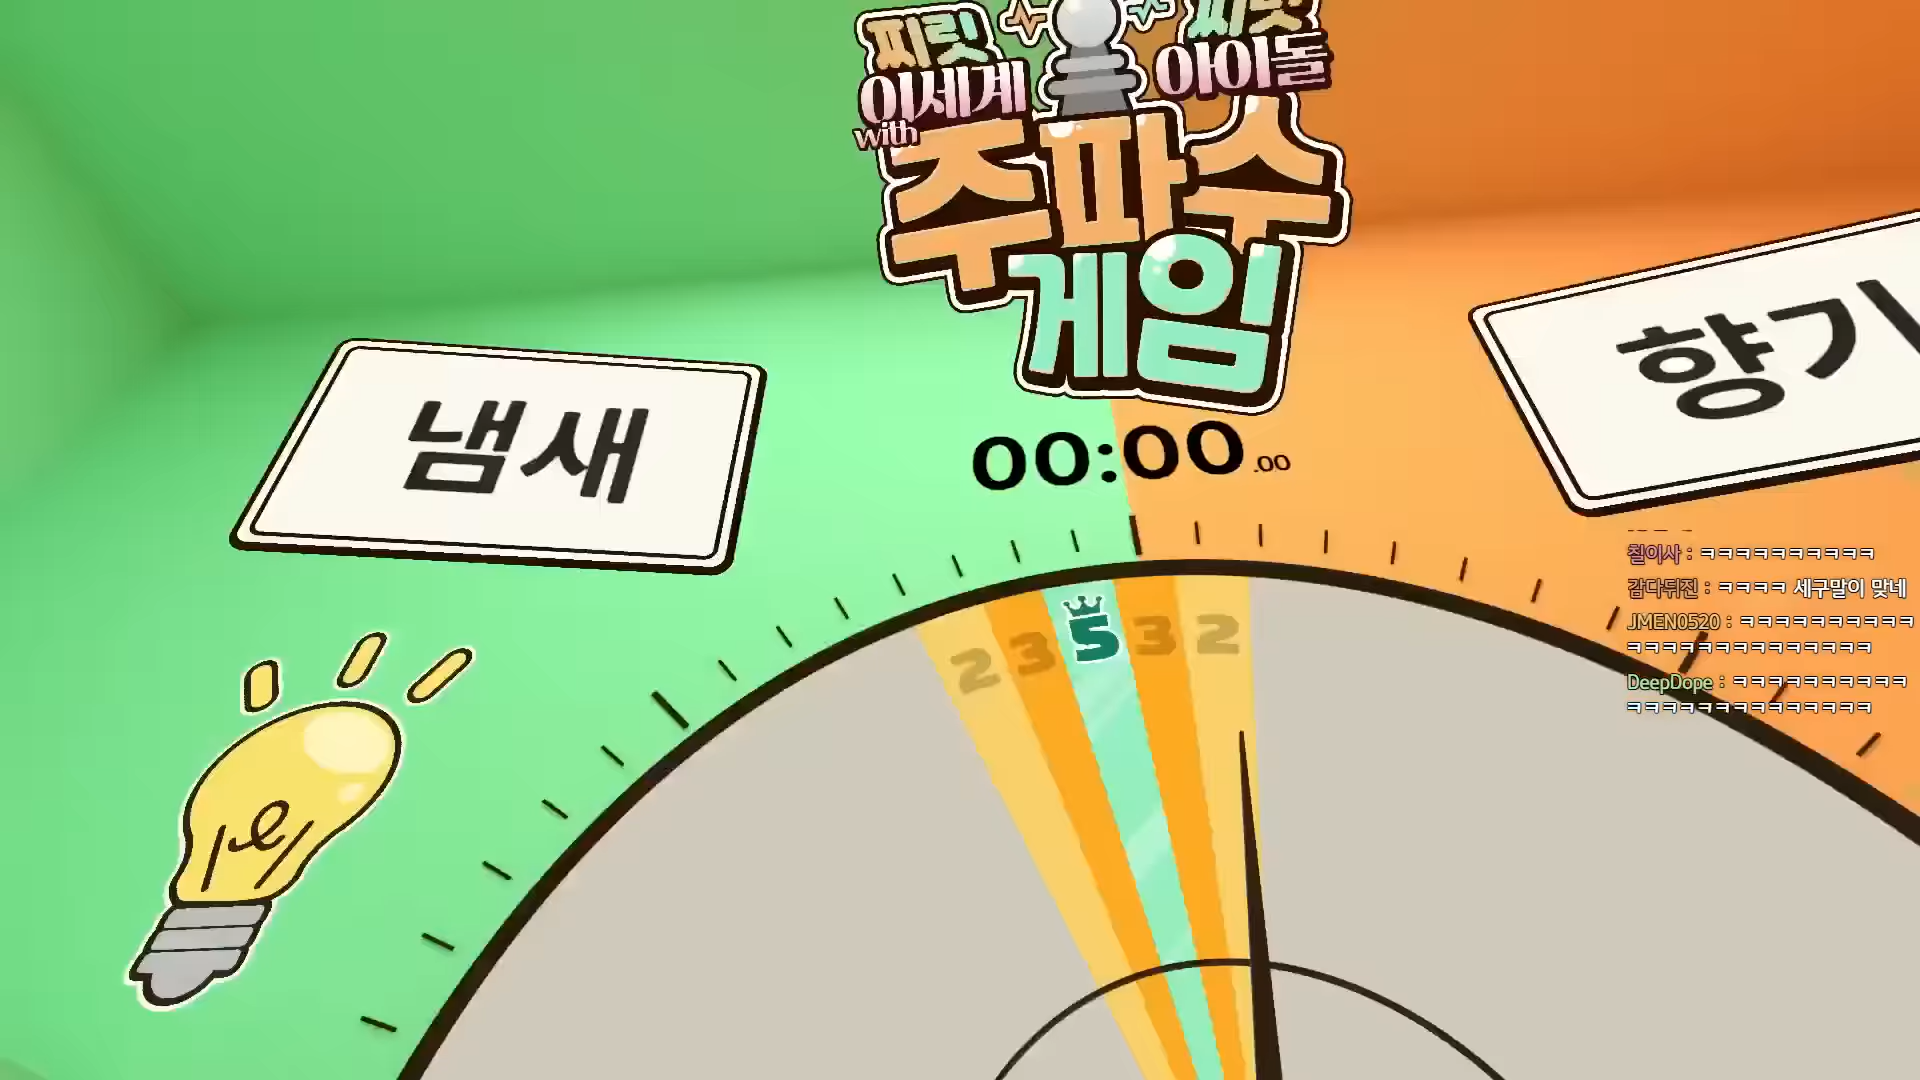 찌릿 찌릿
이세계 아이돌
with
주파수
게임
냄새
향기
00:00.00
2 3 5 3 2
칠이사 : ㅋㅋㅋㅋㅋㅋㅋㅋㅋㅋ
감다뒤진 : ㅋㅋㅋㅋ 세구말이 맞네
JMEN0520 : ㅋㅋㅋㅋㅋㅋㅋㅋㅋㅋ
ㅋㅋㅋㅋㅋㅋㅋㅋㅋㅋㅋㅋㅋㅋ
DeepDope : ㅋㅋㅋㅋㅋㅋㅋㅋㅋㅋ
ㅋㅋㅋㅋㅋㅋㅋㅋㅋㅋㅋㅋㅋㅋ